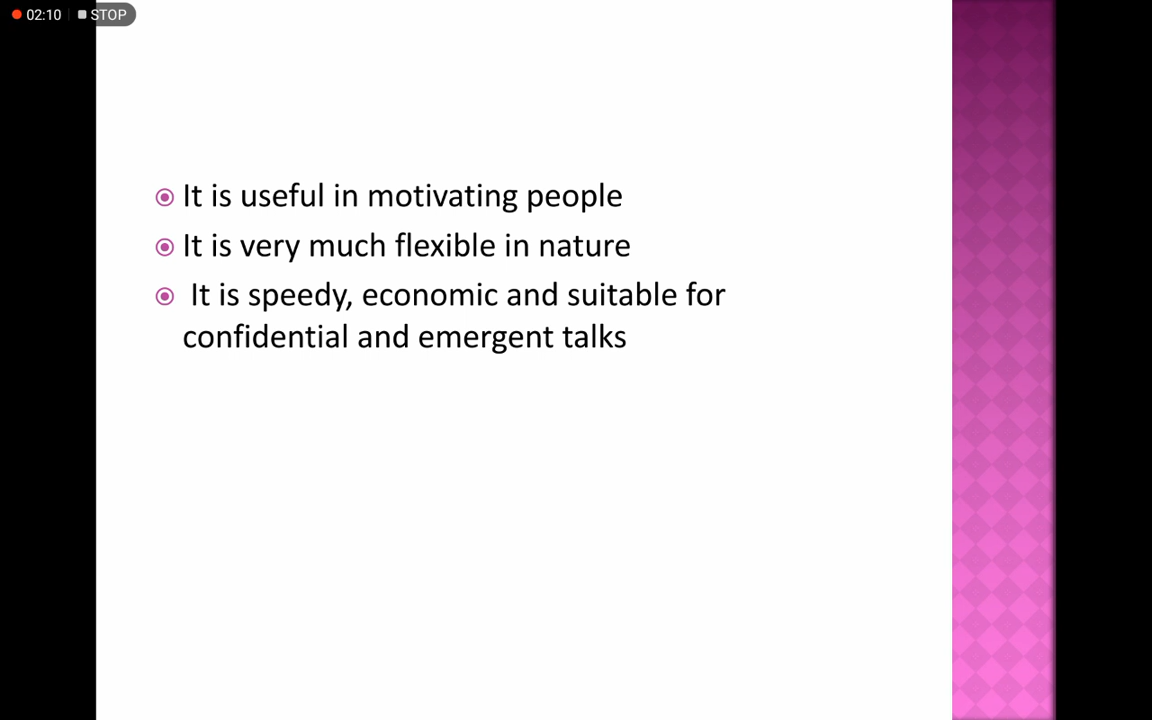 02:10 STOP
It is useful in motivating people
It is very much flexible in nature
It is speedy, economic and suitable for
confidential and emergent talks